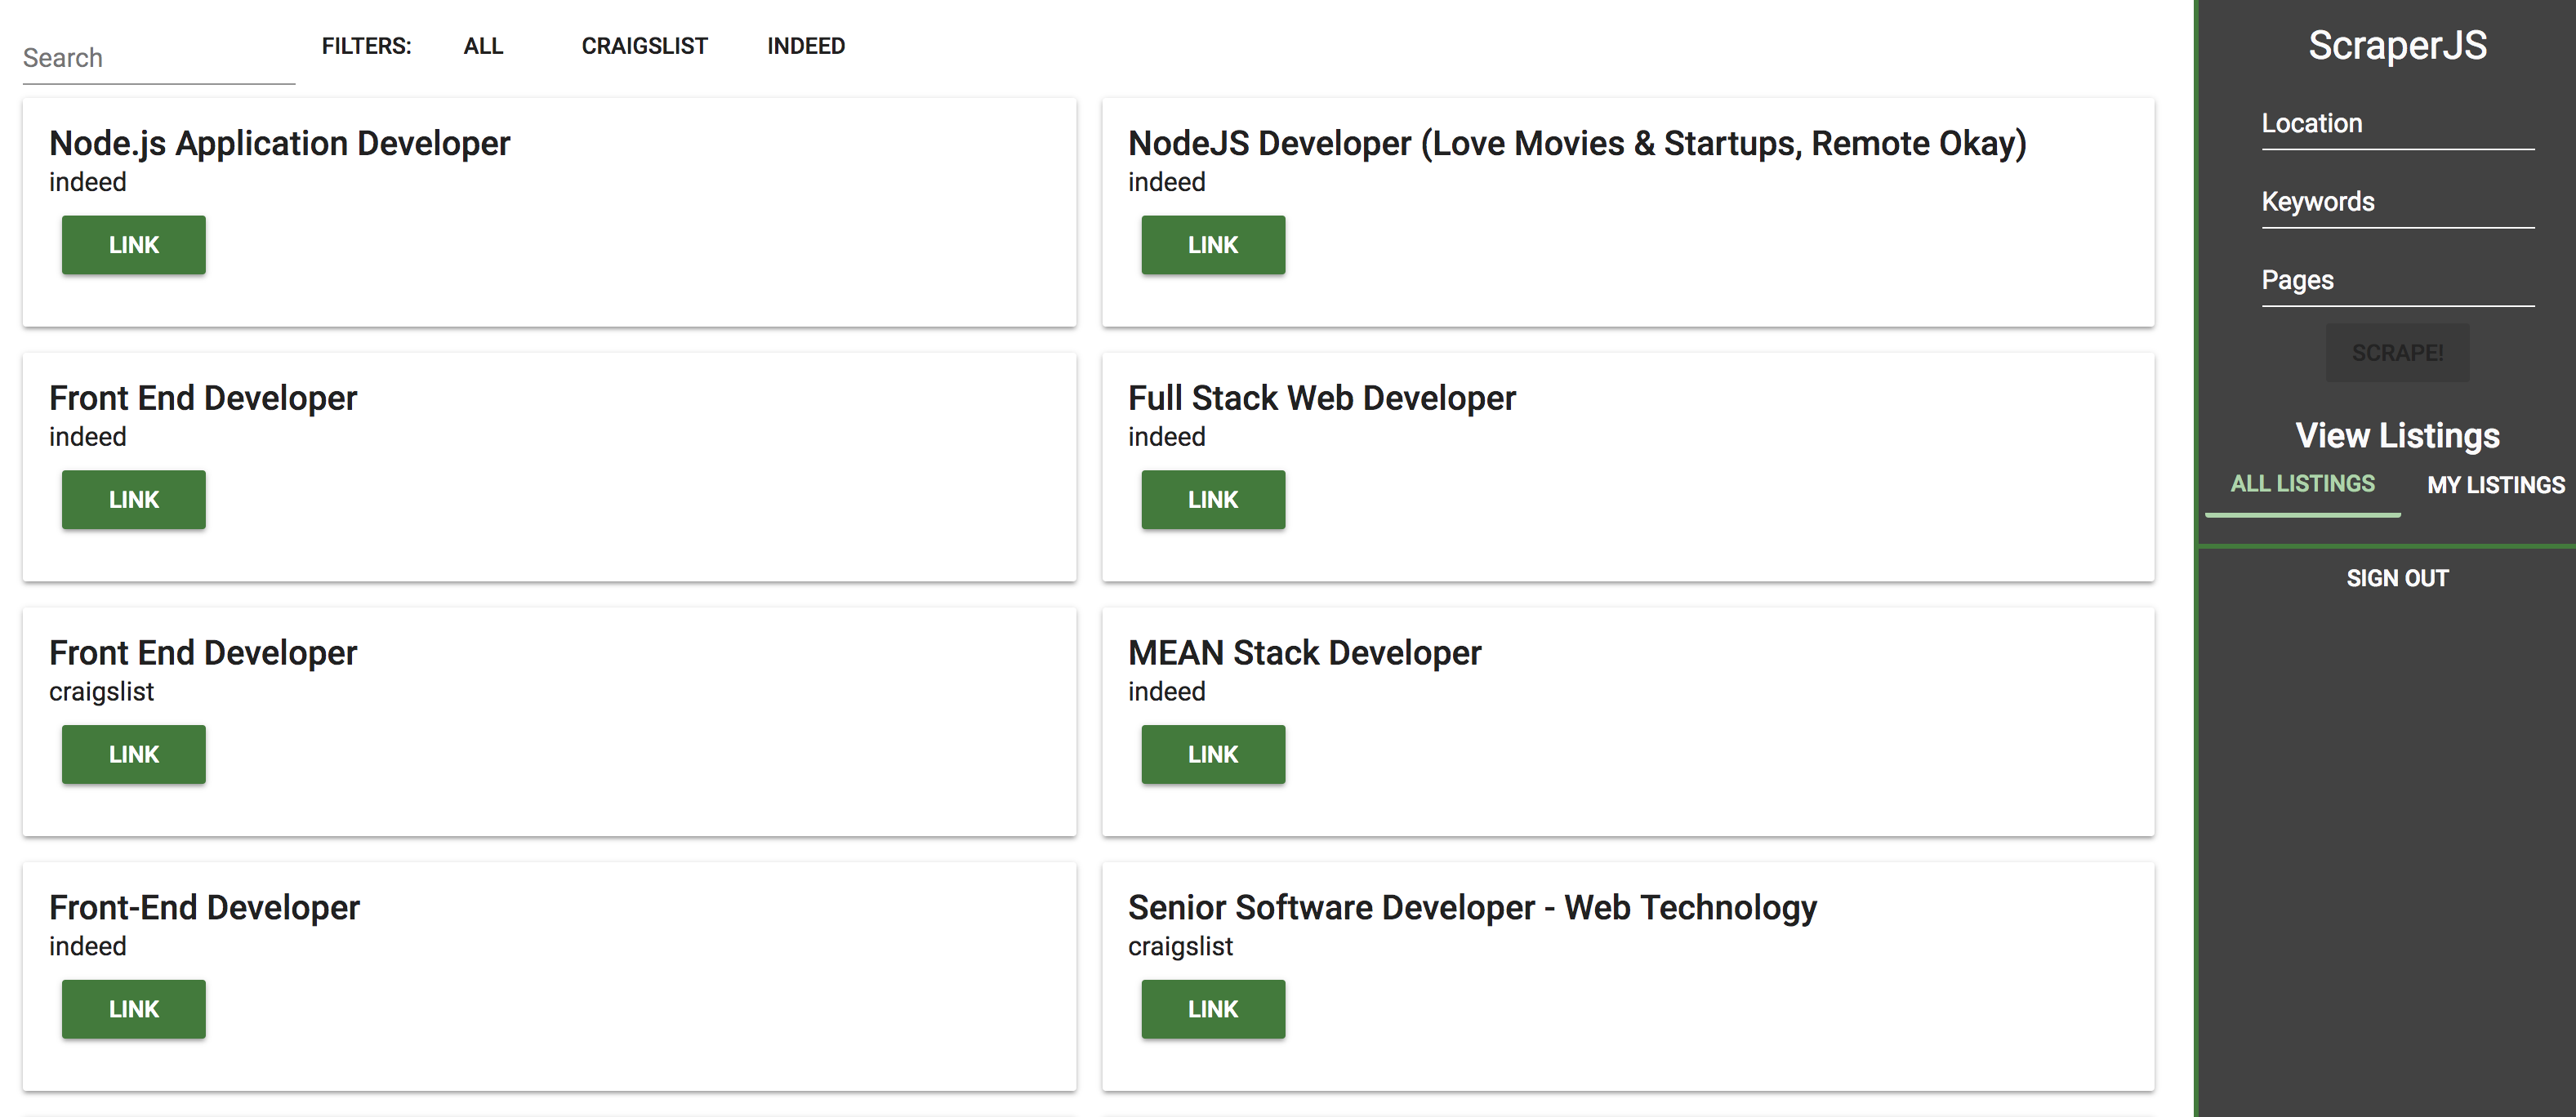 Search
FILTERS: ALL CRAIGSLIST INDEED
Node.js Application Developer
indeed
LINK
NodeJS Developer (Love Movies & Startups, Remote Okay)
indeed
LINK
Front End Developer
indeed
LINK
Full Stack Web Developer
indeed
LINK
Front End Developer
craigslist
LINK
MEAN Stack Developer
indeed
LINK
Front-End Developer
indeed
LINK
Senior Software Developer - Web Technology
craigslist
LINK
ScraperJS
Location
Keywords
Pages
SCRAPE!
View Listings
ALL LISTINGS MY LISTINGS
SIGN OUT